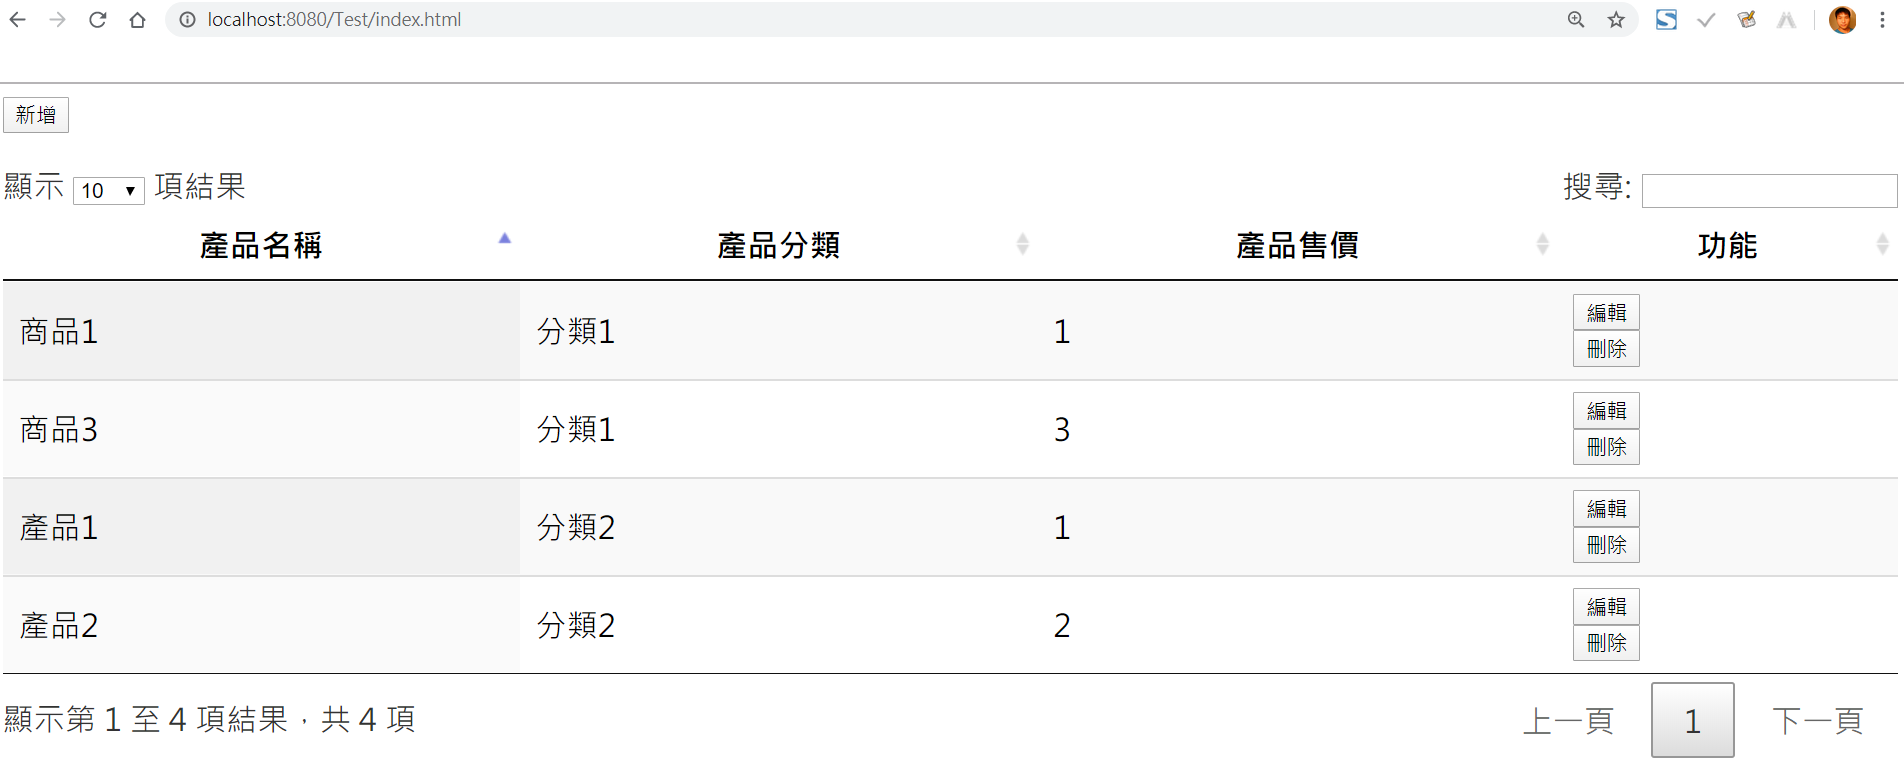 localhost:8080/Test/index.html
新增
顯示 10 項結果 搜尋:
產品名稱 產品分類 產品售價 功能
商品1 分類1 1 編輯
刪除
商品3 分類1 3 編輯
刪除
產品1 分類2 1 編輯
刪除
產品2 分類2 2 編輯
刪除
顯示第 1 至 4 項結果，共 4 項 上一頁 1 下一頁